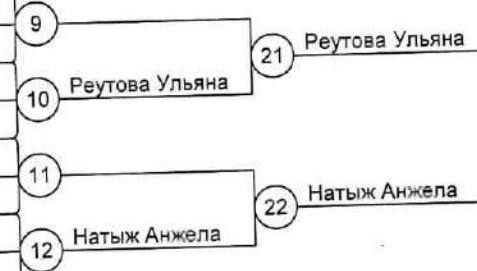 9
21 Реутова Ульяна
10 Реутова Ульяна
11
22 Натыж Анжела
12 Натыж Анжела